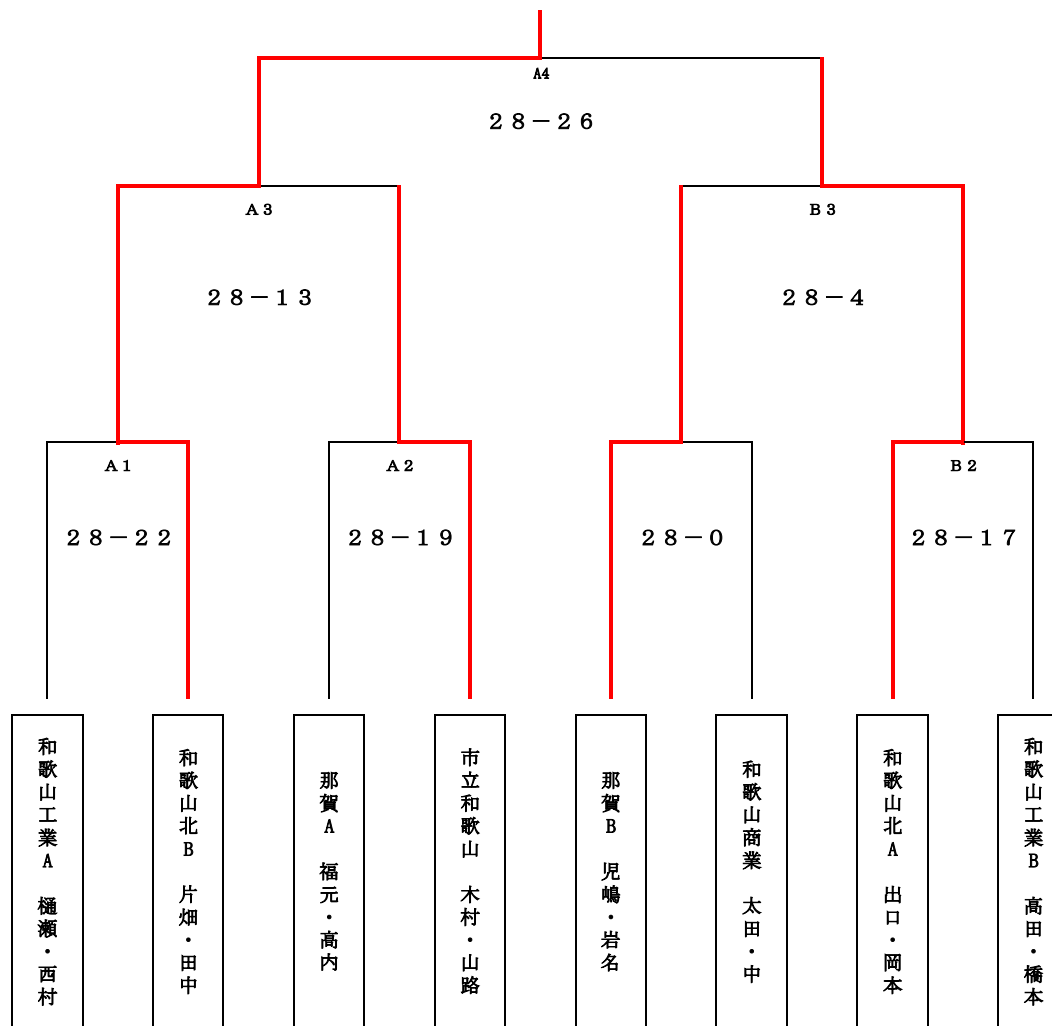 A4
２８－２６
Ａ３
Ｂ３
２８－１３
２８－４
Ａ１
Ａ２
Ｂ２
２８－２２
２８－１９
２８－０
２８－１７
和歌山工業Ａ　樋瀬・西村
和歌山北Ｂ　片畑・田中
那賀Ａ　福元・高内
市立和歌山　木村・山路
那賀Ｂ　児嶋・岩名
和歌山商業　太田・中
和歌山北Ａ　出口・岡本
和歌山工業Ｂ　高田・橋本